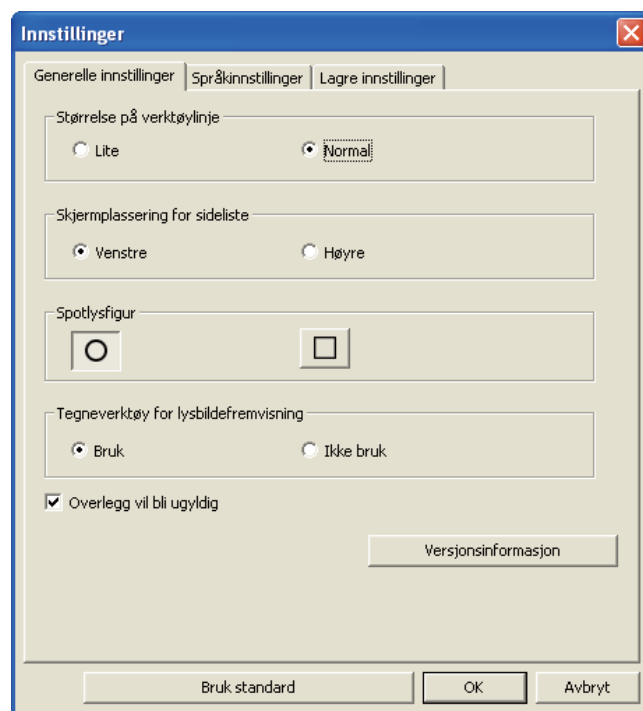 Innstillinger
Generelle innstillinger Språkinnstillinger Lagre innstillinger
Størrelse på verktøylinje
Lite Normal
Skjermplassering for sideliste
Venstre Høyre
Spotlysfigur
Tegneverktøy for lysbildefremvisning
Bruk Ikke bruk
Overlegg vil bli ugyldig
Versjonsinformasjon
Bruk standard OK Avbryt